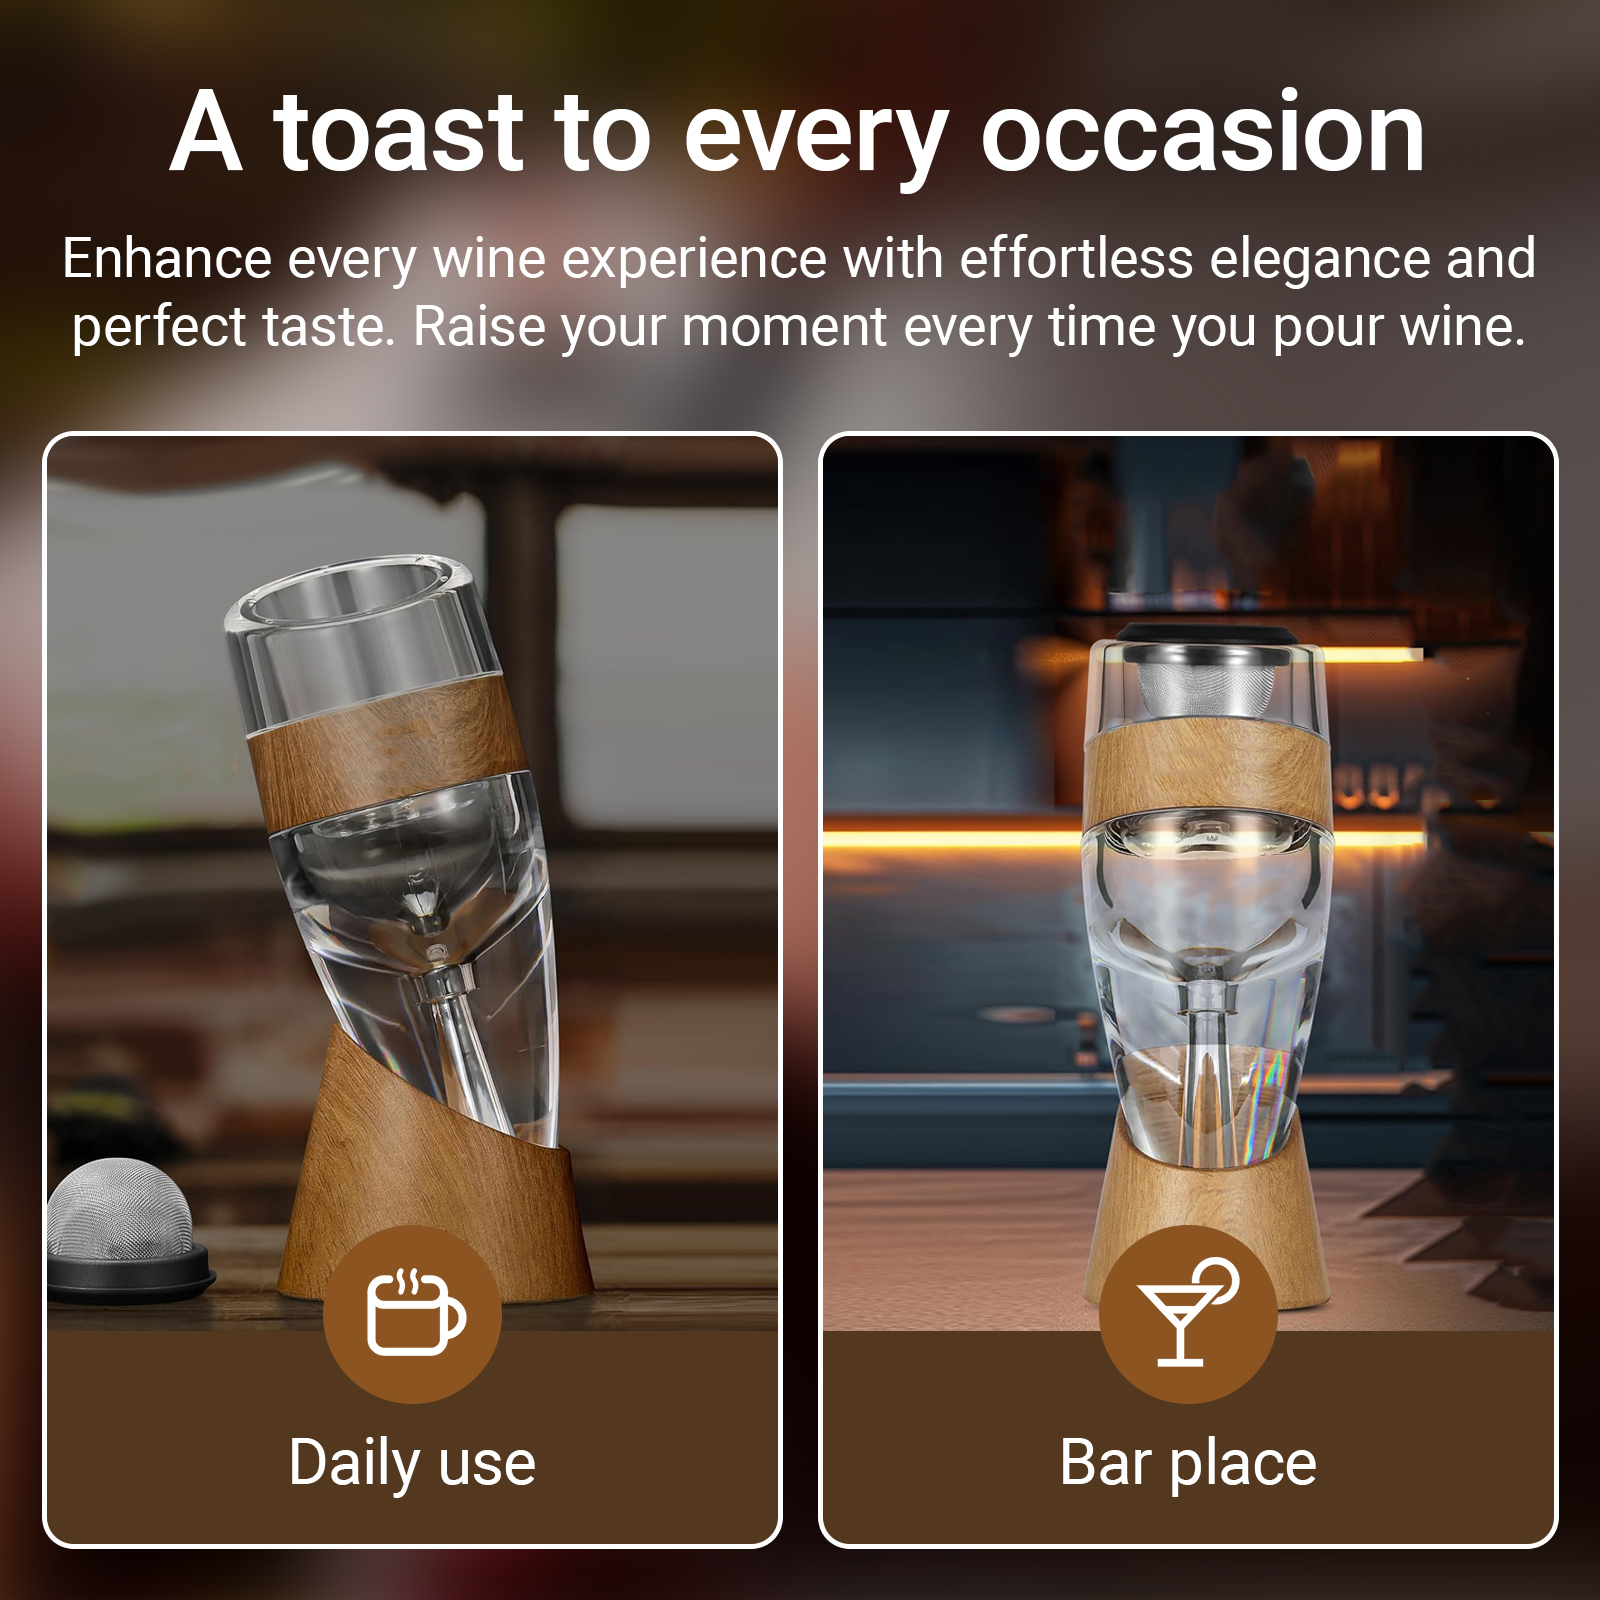 A toast to every occasion
Enhance every wine experience with effortless elegance and
perfect taste. Raise your moment every time you pour wine.
Daily use
Bar place